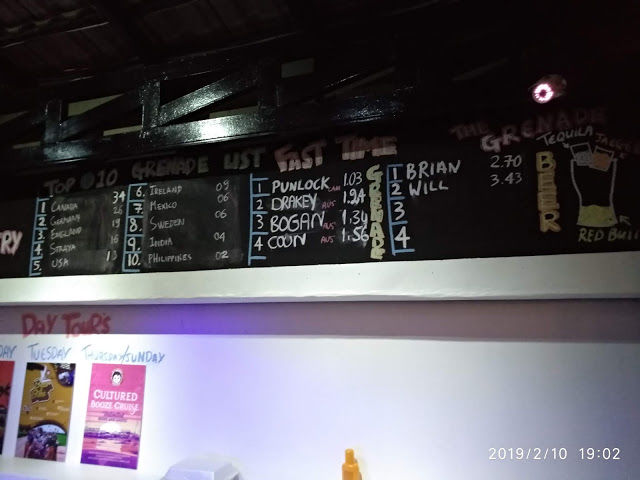 TOP 10 GRENADE LIST
1 CANADA 34
2. GERMANY 26
3. ENGLAND 19
4 STRAYA 16
5. USA 13
6. IRELAND 09
7. MEXICO 06
8. SWEDEN 06
9. INDIA 04
10. PHILIPPINES 02
FAST TIME
1 PUNLOCK 1.03
2 DRAKEY AUS 1.24
3 BOGAN AUS 1.34
4 COON AUS 1.56
GRENADE
1 BRIAN 2.70
2 WILL 3.43
3
4
BEER
THE GRENADE
TEQUILA JAEGER
RED BULL
RY
DAY TOUR'S
DAY TUESDAY THURSDAY/SUNDAY
CULTURED
BOOZE CRUISE
2019/2/10 19:02